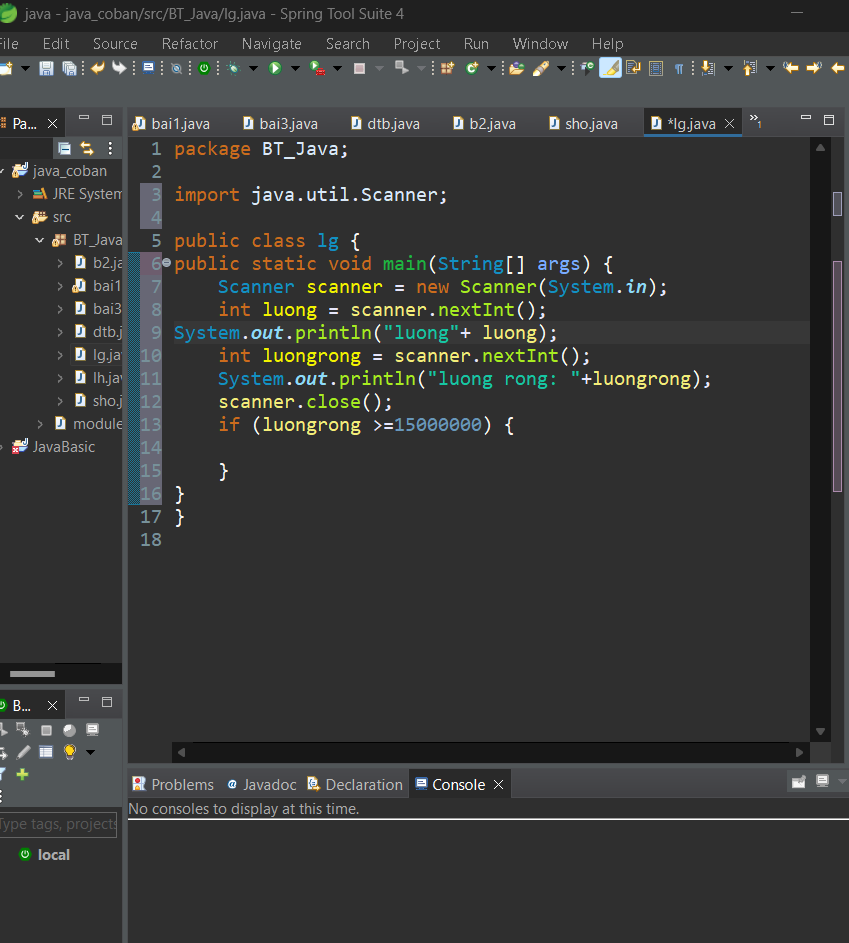 java - java_coban/src/BT_Java/lg.java - Spring Tool Suite 4
File Edit Source Refactor Navigate Search Project Run Window Help
Pa...
bai1.java bai3.java dtb.java b2.java sho.java *lg.java »1
java_coban
JRE System
src
BT_Java
b2.ja
bai1
bai3
dtb.j
lg.ja
lh.jav
sho.j
module
JavaBasic
1 package BT_Java;
2
3 import java.util.Scanner;
4
5 public class lg {
6 public static void main(String[] args) {
7     Scanner scanner = new Scanner(System.in);
8     int luong = scanner.nextInt();
9 System.out.println("luong"+ luong);
10     int luongrong = scanner.nextInt();
11     System.out.println("luong rong: "+luongrong);
12     scanner.close();
13     if (luongrong >=15000000) {
14
15     }
16 }
17 }
18
B...
Type tags, projects
local
Problems Javadoc Declaration Console
No consoles to display at this time.